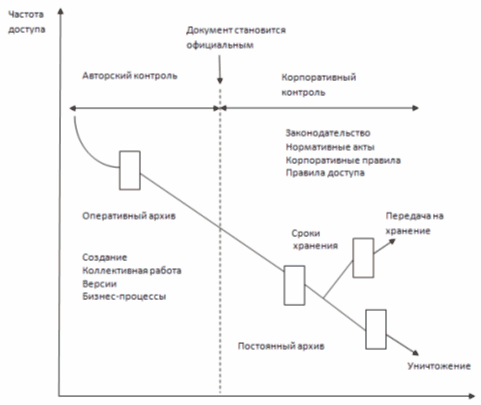 Частота
доступа
Документ становится
официальным
Авторский контроль
Корпоративный
контроль
Законодательство
Нормативные акты
Корпоративные правила
Правила доступа
Оперативный архив
Передача на
хранение
Сроки
хранения
Создание
Коллективная работа
Версии
Бизнес-процессы
Постоянный архив
Уничтожение